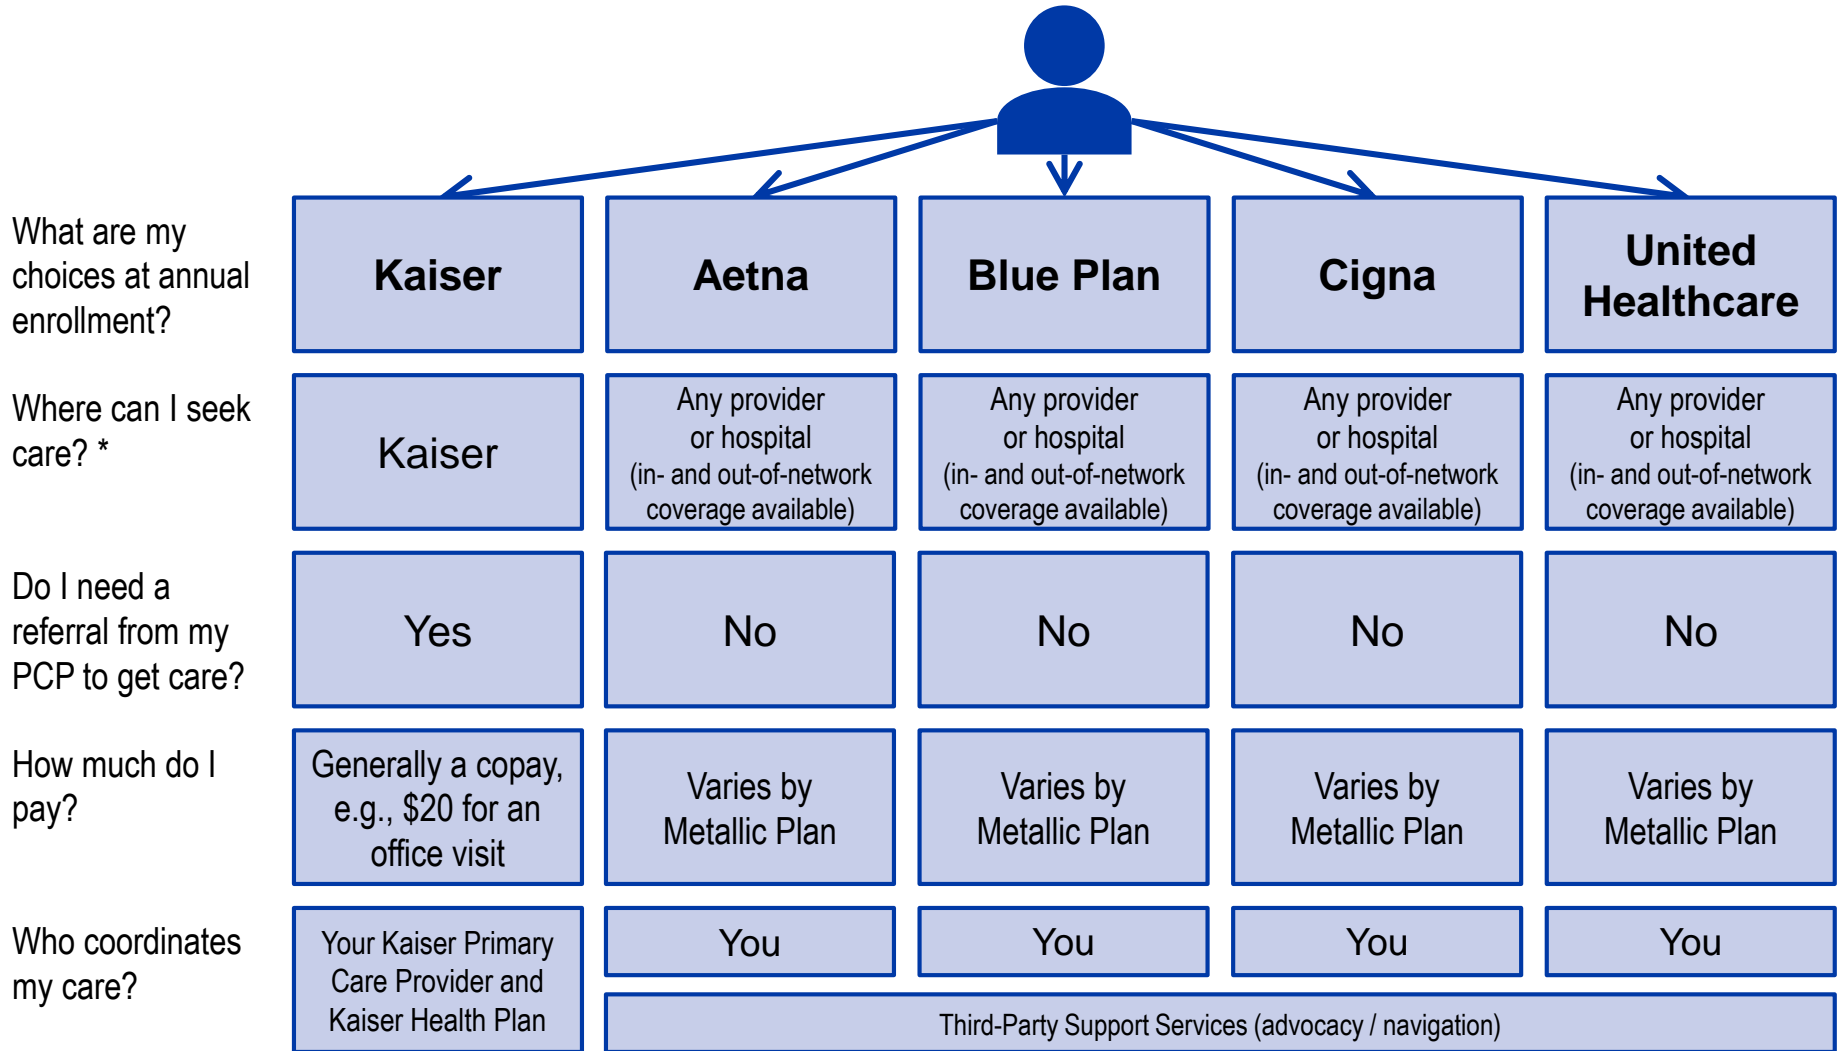 What are my
choices at annual
enrollment?
Kaiser
Aetna
Blue Plan
Cigna
United
Healthcare
Where can I seek
care? *
Kaiser
Any provider
or hospital
(in- and out-of-network
coverage available)
Any provider
or hospital
(in- and out-of-network
coverage available)
Any provider
or hospital
(in- and out-of-network
coverage available)
Any provider
or hospital
(in- and out-of-network
coverage available)
Do I need a
referral from my
PCP to get care?
Yes
No
No
No
No
How much do I
pay?
Generally a copay,
e.g., $20 for an
office visit
Varies by
Metallic Plan
Varies by
Metallic Plan
Varies by
Metallic Plan
Varies by
Metallic Plan
Who coordinates
my care?
Your Kaiser Primary
Care Provider and
Kaiser Health Plan
You
You
You
You
Third-Party Support Services (advocacy / navigation)